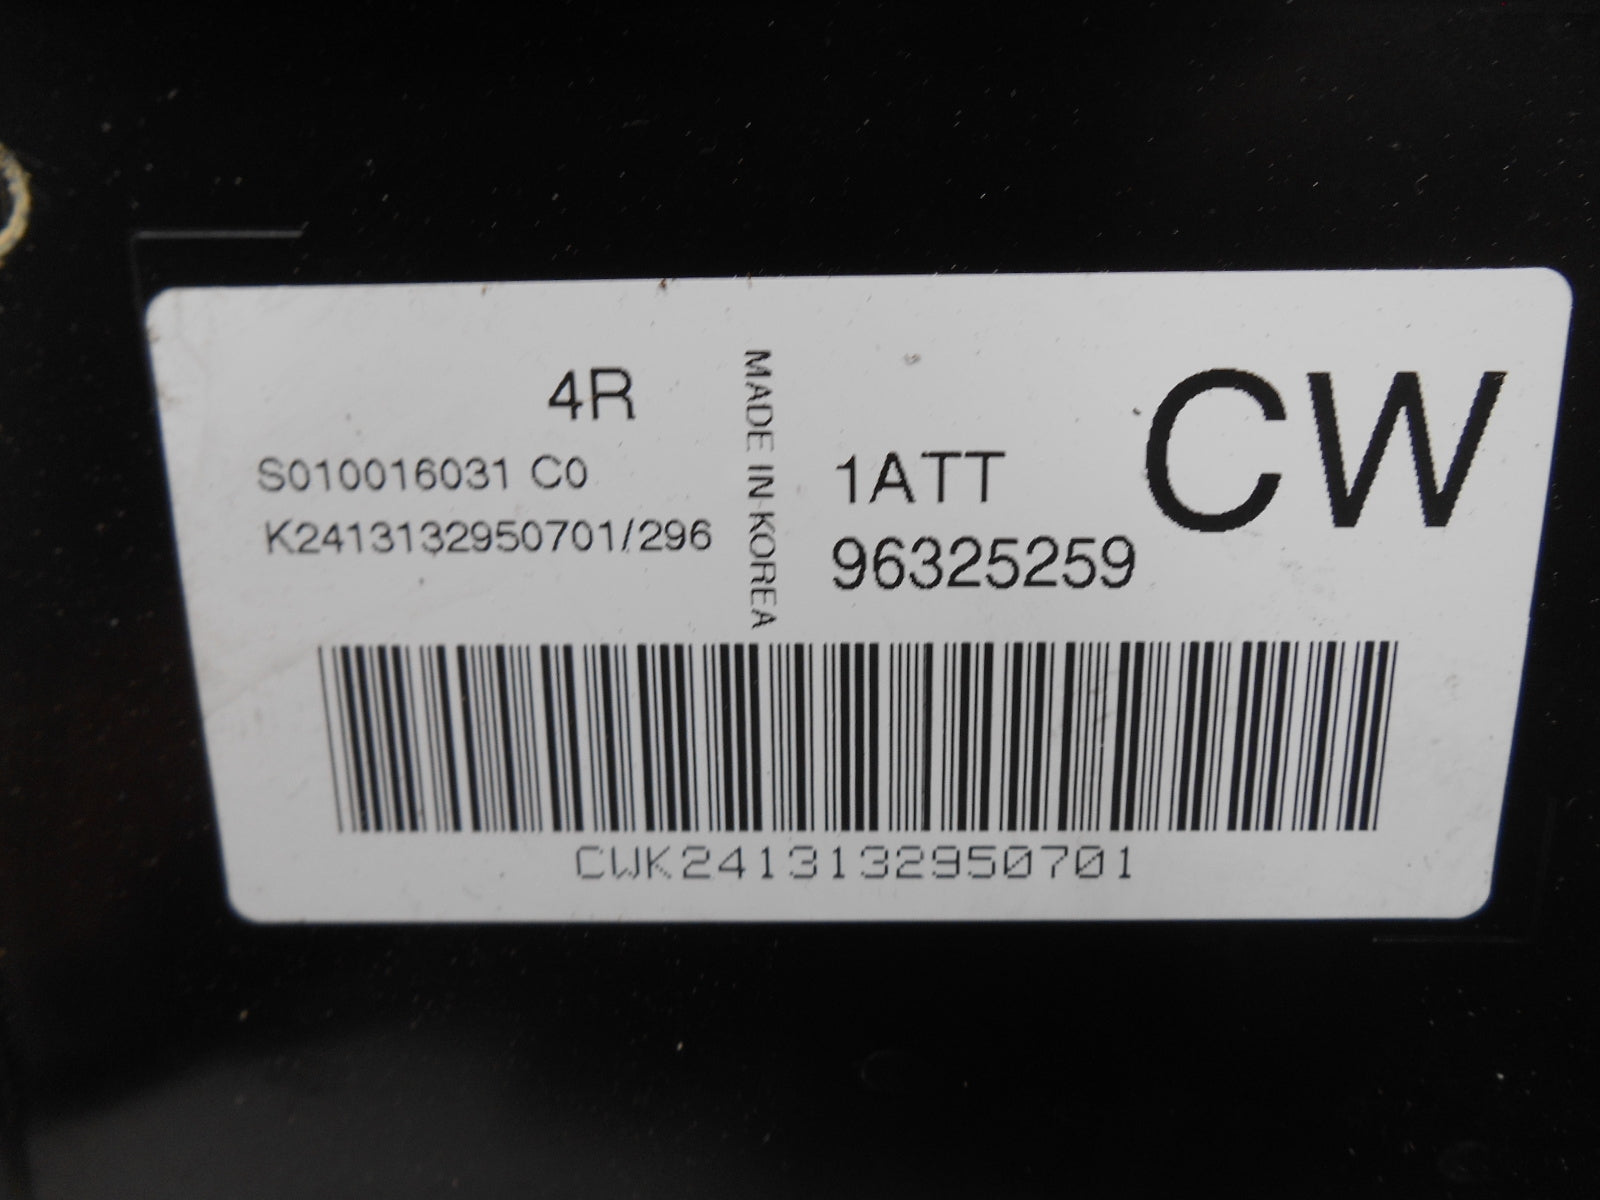 4R
S010016031 C0
K2413132950701/296
MADE IN KOREA
1ATT
96325259
CW
CWK2413132950701